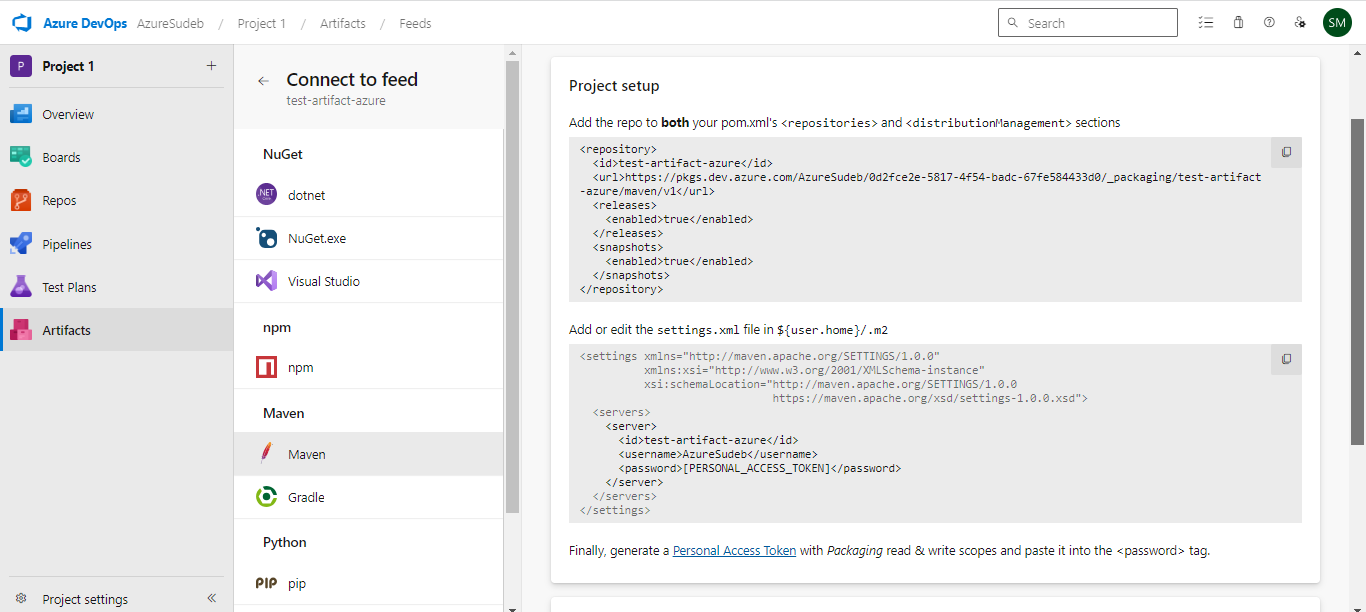 Azure DevOps AzureSudeb / Project 1 / Artifacts / Feeds
Search
SM
P Project 1 +
Overview
Boards
Repos
Pipelines
Test Plans
Artifacts
Project settings
Connect to feed
test-artifact-azure
NuGet
NET
Core
dotnet
NuGet.exe
Visual Studio
npm
npm
Maven
Maven
Gradle
Python
PIP pip
Project setup
Add the repo to both your pom.xml's <repositories> and <distributionManagement> sections
<repository>
<id>test-artifact-azure</id>
<url>https://pkgs.dev.azure.com/AzureSudeb/0d2fce2e-5817-4f54-badc-67fe584433d0/_packaging/test-artifact
-azure/maven/v1</url>
<releases>
<enabled>true</enabled>
</releases>
<snapshots>
<enabled>true</enabled>
</snapshots>
</repository>
Add or edit the settings.xml file in ${user.home}/.m2
<settings xmlns="http://maven.apache.org/SETTINGS/1.0.0"
xmlns:xsi="http://www.w3.org/2001/XMLSchema-instance"
xsi:schemaLocation="http://maven.apache.org/SETTINGS/1.0.0
https://maven.apache.org/xsd/settings-1.0.0.xsd">
<servers>
<server>
<id>test-artifact-azure</id>
<username>AzureSudeb</username>
<password>[PERSONAL_ACCESS_TOKEN]</password>
</server>
</servers>
</settings>
Finally, generate a Personal Access Token with Packaging read & write scopes and paste it into the <password> tag.